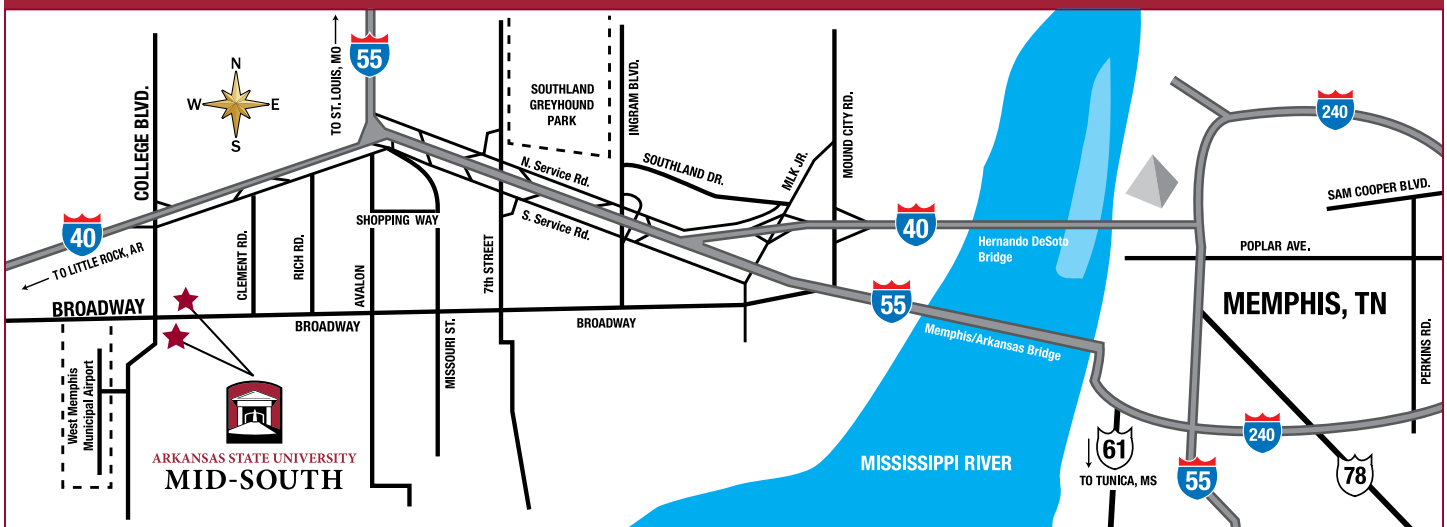 TO ST. LOUIS, MO
55
N
W
E
S
COLLEGE BLVD.
SOUTHLAND
GREYHOUND
PARK
INGRAM BLVD.
MOUND CITY RD.
240
N. Service Rd.
SOUTHLAND DR.
MLK JR.
SAM COOPER BLVD.
40
SHOPPING WAY
S. Service Rd.
40
Hernando DeSoto
Bridge
POPLAR AVE.
TO LITTLE ROCK, AR
CLEMENT RD.
RICH RD.
AVALON
7th STREET
BROADWAY
BROADWAY
BROADWAY
55
MEMPHIS, TN
Memphis/Arkansas Bridge
MISSOURI ST.
PERKINS RD.
West Memphis
Municipal Airport
ARKANSAS STATE UNIVERSITY
MID-SOUTH
MISSISSIPPI RIVER
61
TO TUNICA, MS
55
240
78